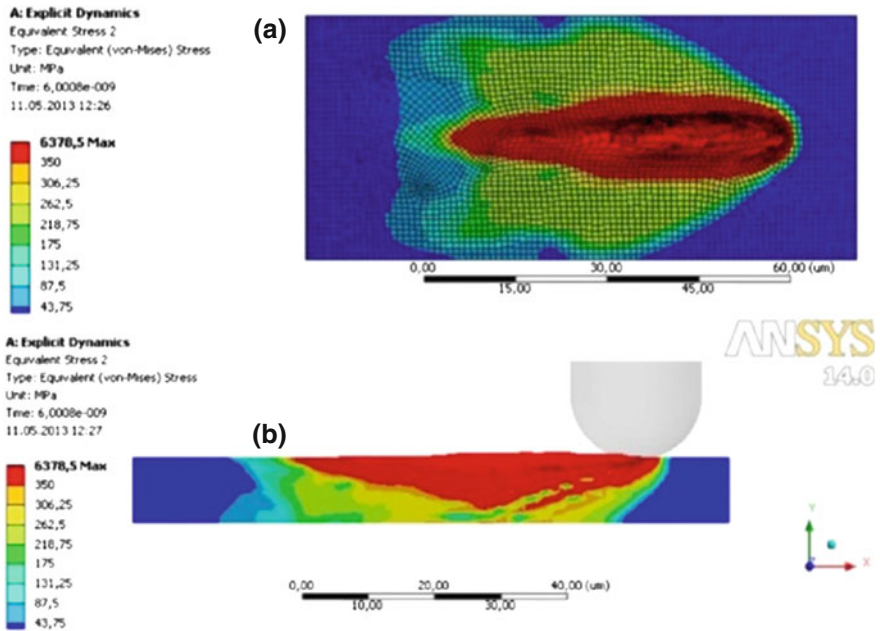 A: Explicit Dynamics
Equivalent Stress 2
Type: Equivalent (von-Mises) Stress
Unit: MPa
Time: 6,0008e-009
11.05.2013 12:26
6378,5 Max
350
306,25
262,5
218,75
175
131,25
87,5
43,75
(a)
0,00 30,00 60,00 (um)
15,00 45,00
ANSYS
14.0
A: Explicit Dynamics
Equivalent Stress 2
Type: Equivalent (von-Mises) Stress
Unit: MPa
Time: 6,0008e-009
11.05.2013 12:27
6378,5 Max
350
306,25
262,5
218,75
175
131,25
87,5
43,75
(b)
0,00 20,00 40,00 (um)
10,00 30,00
Y
X
Z